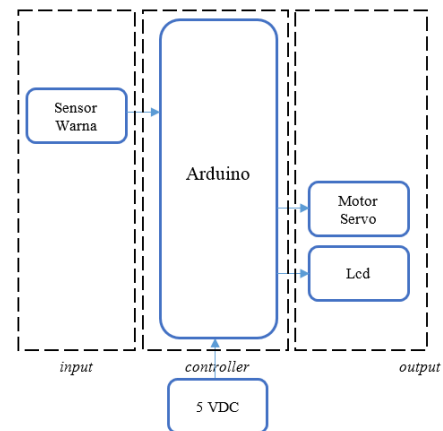 Sensor
Warna
Arduino
Motor
Servo
Lcd
input
controller
output
5 VDC